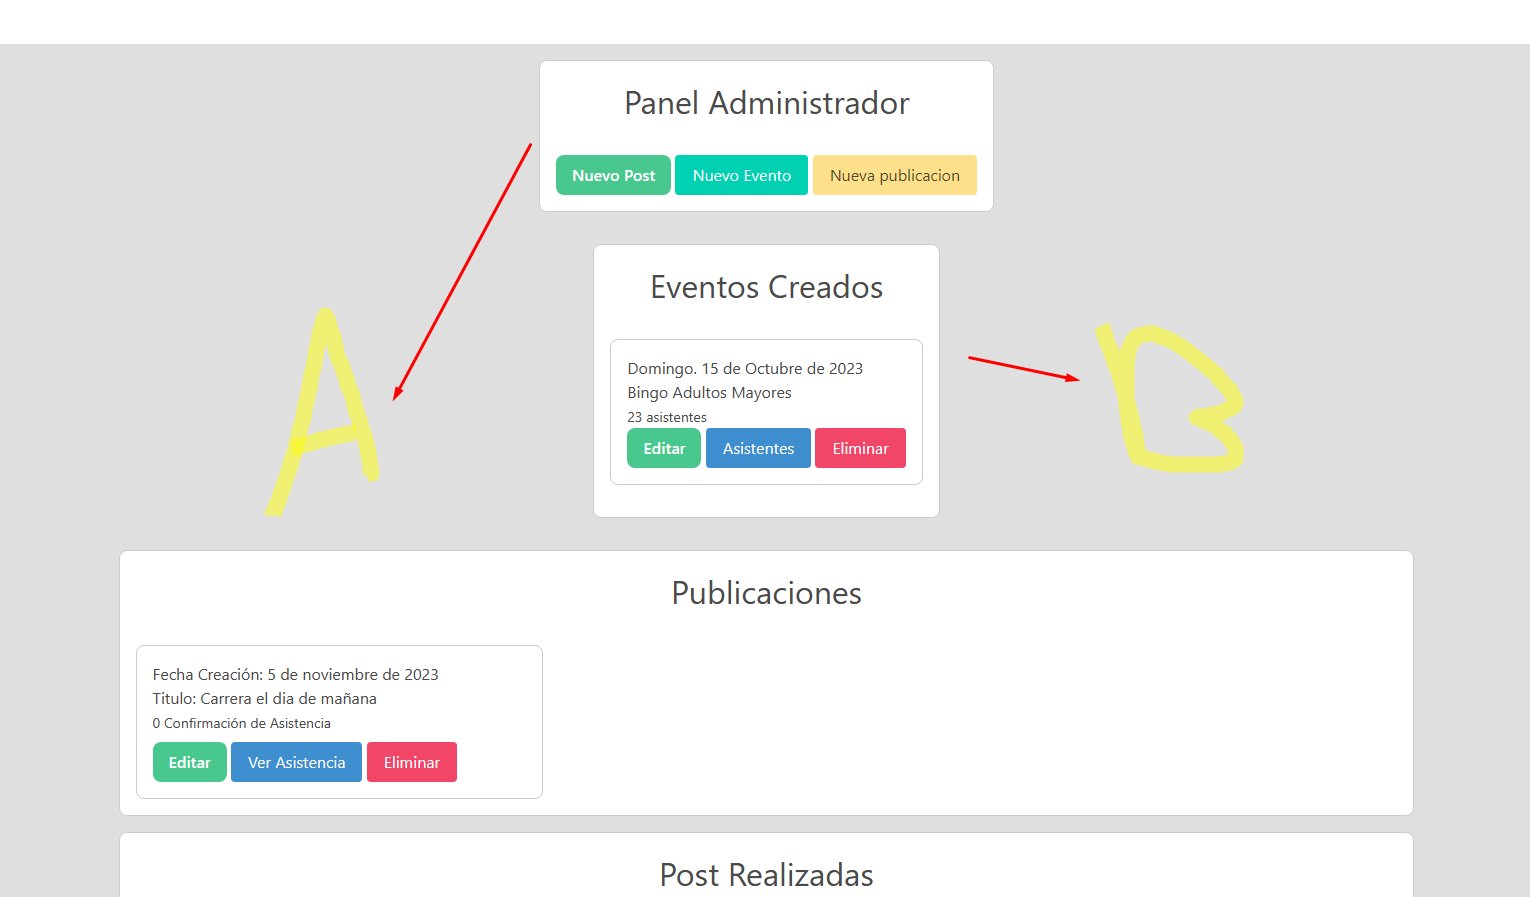 Panel Administrador
Nuevo Post Nuevo Evento Nueva publicacion
Eventos Creados
Domingo. 15 de Octubre de 2023
Bingo Adultos Mayores
23 asistentes
Editar Asistentes Eliminar
A
B
Publicaciones
Fecha Creación: 5 de noviembre de 2023
Titulo: Carrera el dia de mañana
0 Confirmación de Asistencia
Editar Ver Asistencia Eliminar
Post Realizadas